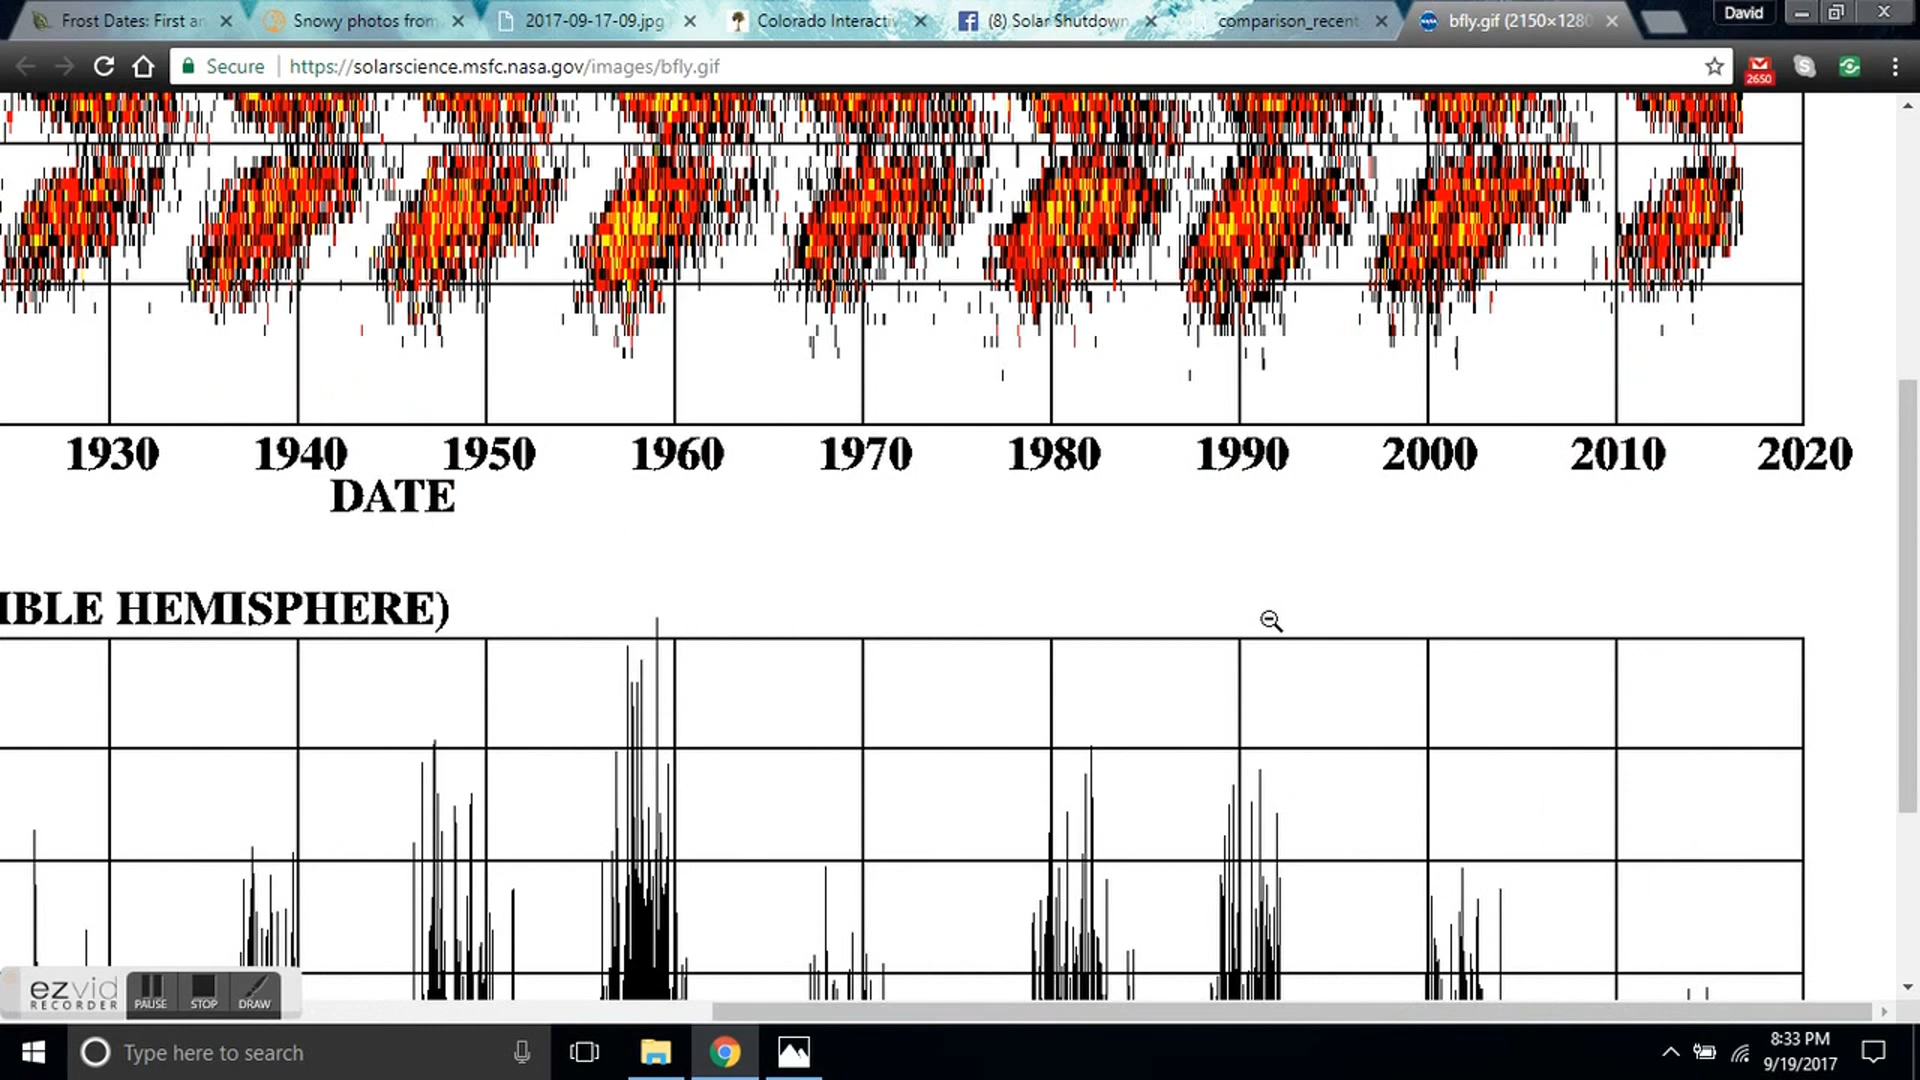 Frost Dates: First an
Snowy photos from
2017-09-17-09.jpg
Colorado Interactiv
(8) Solar Shutdown
comparison_recent
bfly.gif (2150×1280
David
Secure
https://solarscience.msfc.nasa.gov/images/bfly.gif
2650
1930 1940 1950 1960 1970 1980 1990 2000 2010 2020
DATE
IBLE HEMISPHERE)
ezvid
RECORDER
PAUSE STOP DRAW
Type here to search
8:33 PM
9/19/2017